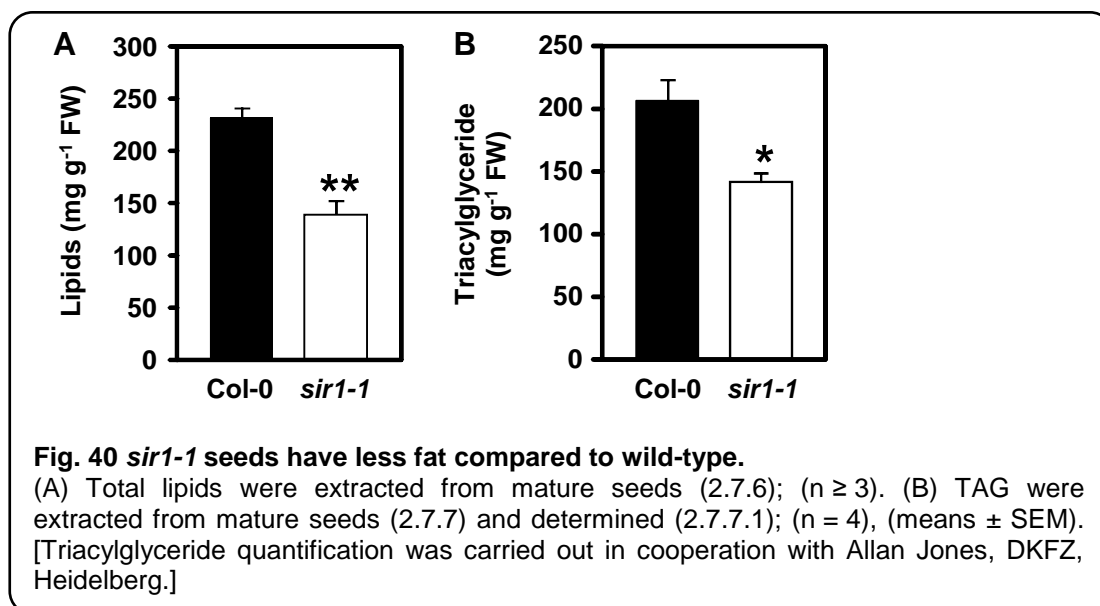 A
300
250
200
150
100
50
0
Lipids (mg g⁻¹ FW)
**
Col-0 sir1-1
B
250
200
150
100
50
0
Triacylglyceride
(mg g⁻¹ FW)
*
Col-0 sir1-1
Fig. 40 sir1-1 seeds have less fat compared to wild-type.
(A) Total lipids were extracted from mature seeds (2.7.6); (n ≥ 3). (B) TAG were
extracted from mature seeds (2.7.7) and determined (2.7.7.1); (n = 4), (means ± SEM).
[Triacylglyceride quantification was carried out in cooperation with Allan Jones, DKFZ,
Heidelberg.]